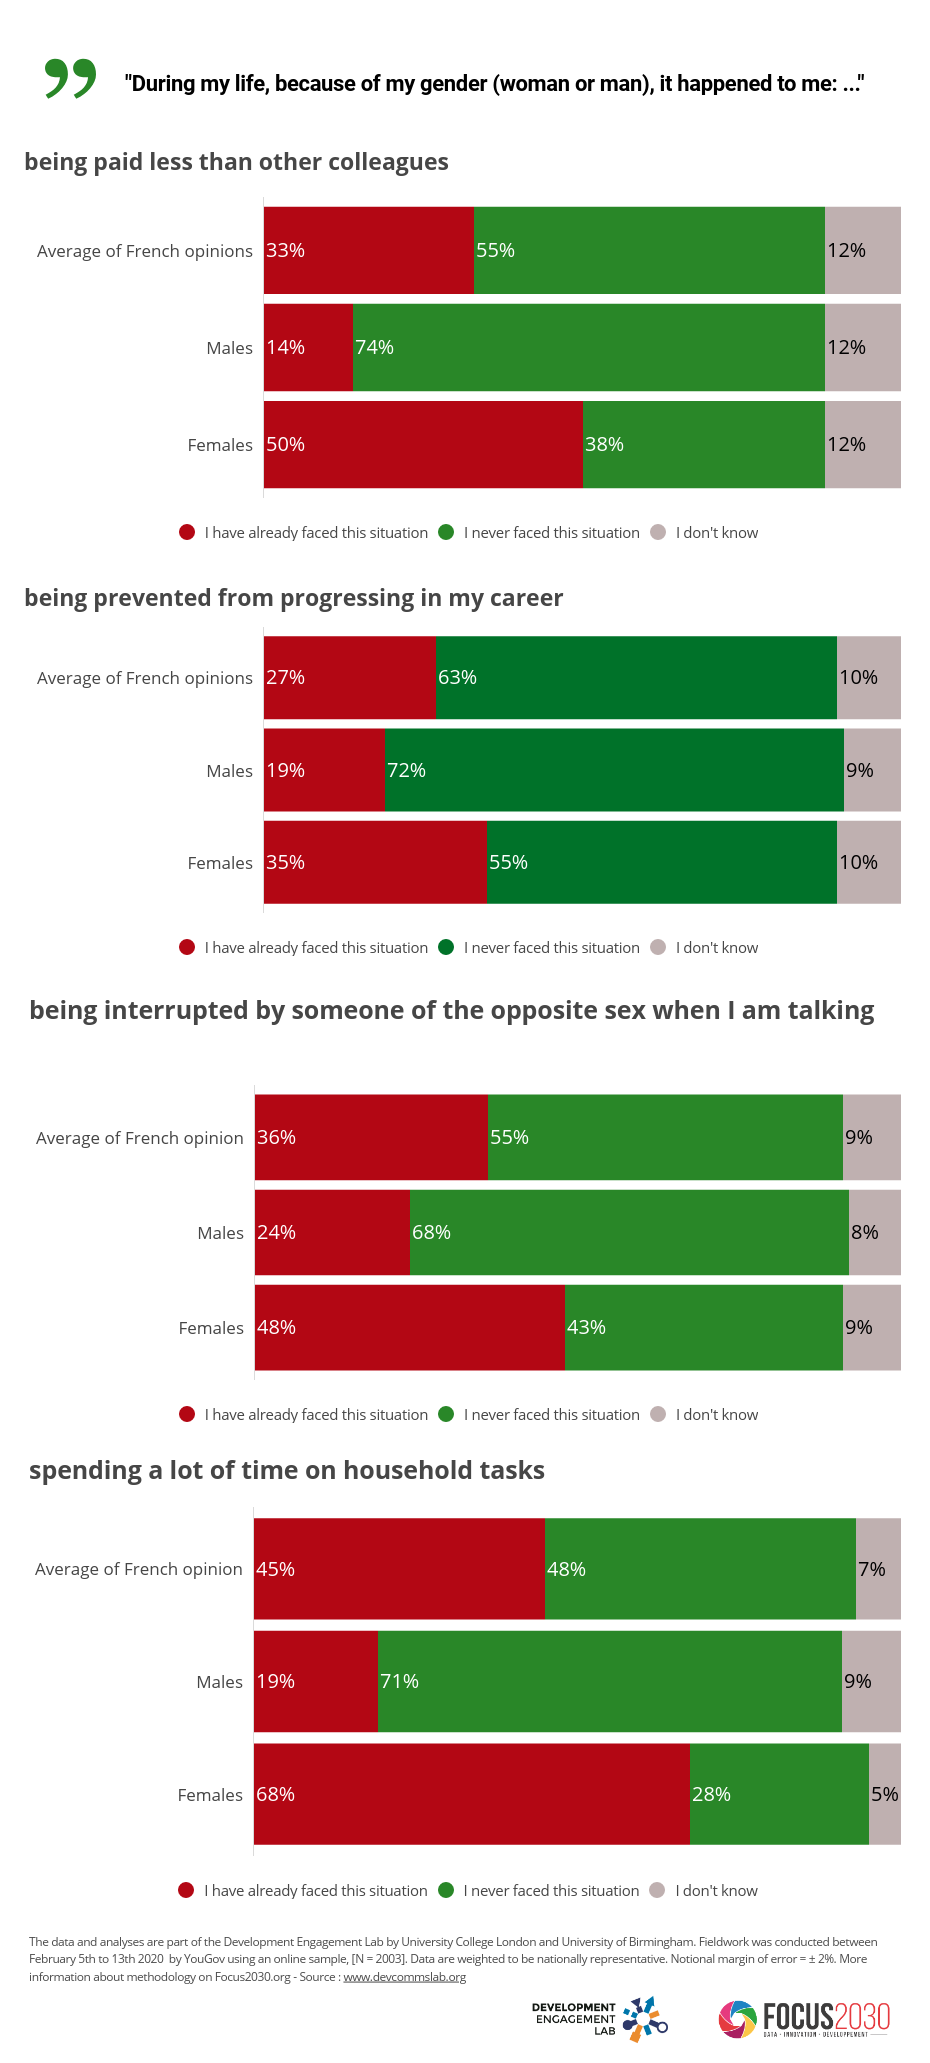 "During my life, because of my gender (woman or man), it happened to me: ..."
being paid less than other colleagues
Average of French opinions 33% 55% 12%
Males 14% 74% 12%
Females 50% 38% 12%
I have already faced this situation I never faced this situation I don't know
being prevented from progressing in my career
Average of French opinions 27% 63% 10%
Males 19% 72% 9%
Females 35% 55% 10%
I have already faced this situation I never faced this situation I don't know
being interrupted by someone of the opposite sex when I am talking
Average of French opinion 36% 55% 9%
Males 24% 68% 8%
Females 48% 43% 9%
I have already faced this situation I never faced this situation I don't know
spending a lot of time on household tasks
Average of French opinion 45% 48% 7%
Males 19% 71% 9%
Females 68% 28% 5%
I have already faced this situation I never faced this situation I don't know
The data and analyses are part of the Development Engagement Lab by University College London and University of Birmingham. Fieldwork was conducted between
February 5th to 13th 2020 by YouGov using an online sample, [N = 2003]. Data are weighted to be nationally representative. Notional margin of error = ± 2%. More
information about methodology on Focus2030.org - Source : www.devcommslab.org
DEVELOPMENT
ENGAGEMENT
LAB
FOCUS2030
DATA · INNOVATION · DEVELOPPEMENT